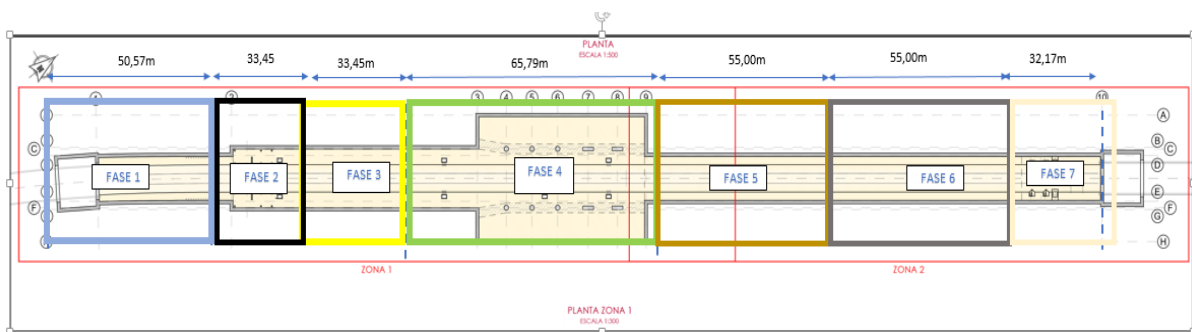 PLANTA
ESCALA 1:500
50,57m
33,45
33,45m
65,79m
55,00m
55,00m
32,17m
2
3
4
5
6
7
8
9
10
A
B
C
C
D
E
F
F
G
H
FASE 1
FASE 2
FASE 3
FASE 4
FASE 5
FASE 6
FASE 7
ZONA 1
ZONA 2
PLANTA ZONA 1
ESCALA 1:300